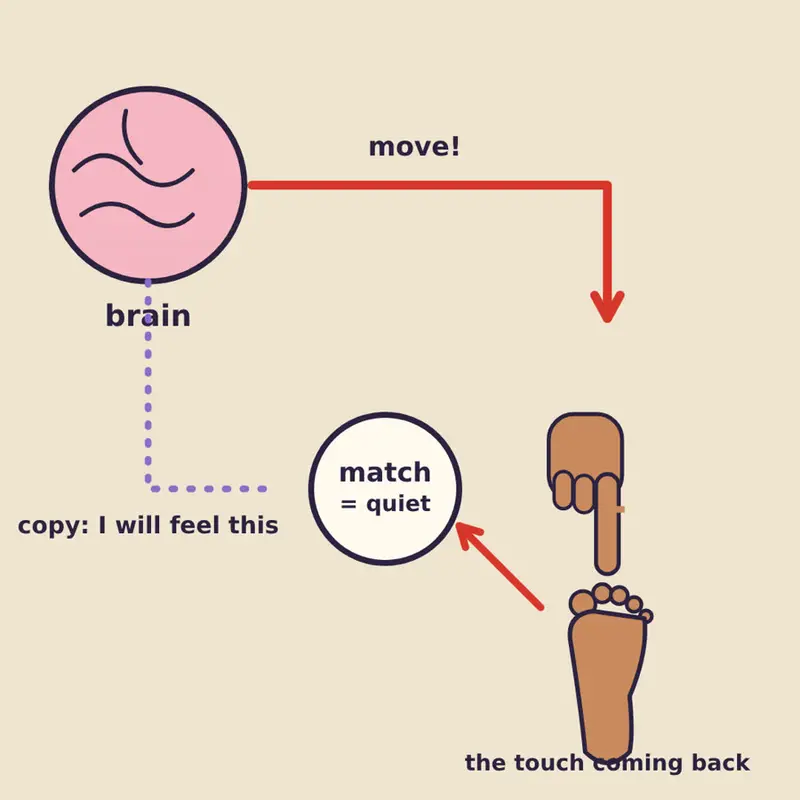 move!
brain
match
= quiet
copy: I will feel this
the touch coming back